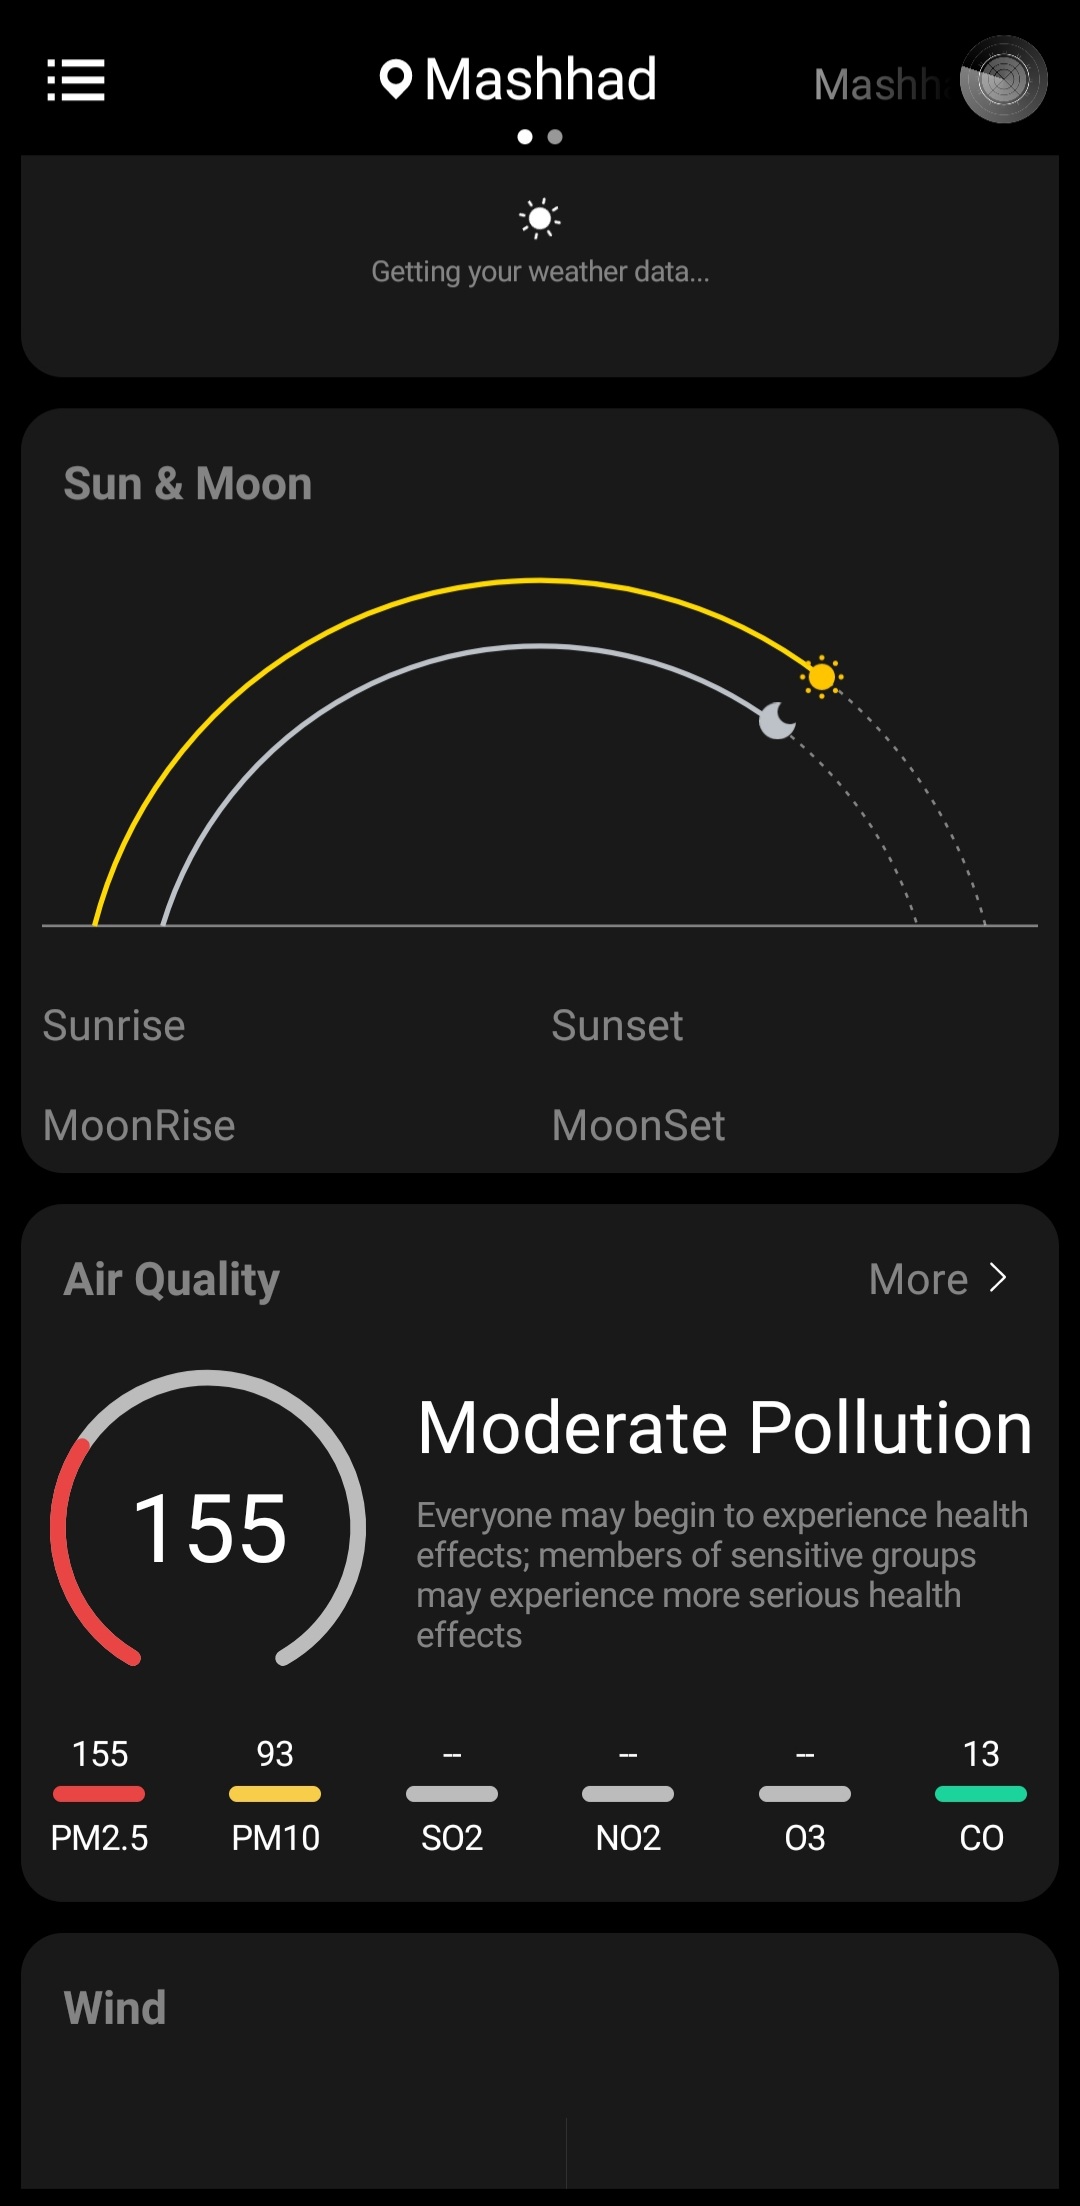 Mashhad
Mashha
Getting your weather data...
Sun & Moon
Sunrise
Sunset
MoonRise
MoonSet
Air Quality
More
155
Moderate Pollution
Everyone may begin to experience health
effects; members of sensitive groups
may experience more serious health
effects
155
93
--
--
--
13
PM2.5
PM10
SO2
NO2
O3
CO
Wind